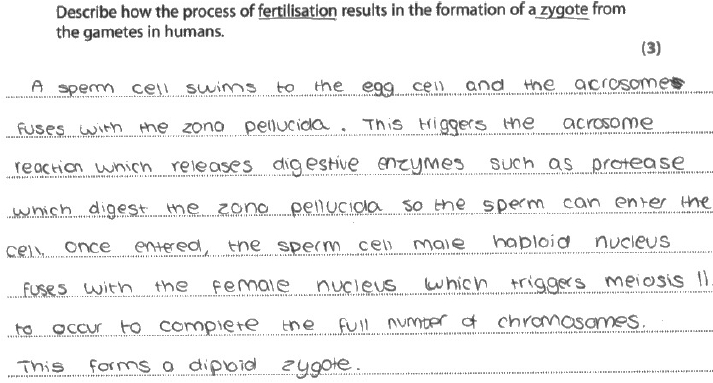 Describe how the process of fertilisation results in the formation of a zygote from
the gametes in humans.
(3)
A sperm cell swims to the egg cell and the acrosomes
fuses with the zona pellucida. This triggers the acrosome
reaction which releases digestive enzymes such as protease
which digest the zona pellucida so the sperm can enter the
cell. Once entered, the sperm cell male haploid nucleus
fuses with the female nucleus which triggers meiosis II
to occur to complete the full number of chromosomes.
This forms a diploid zygote.